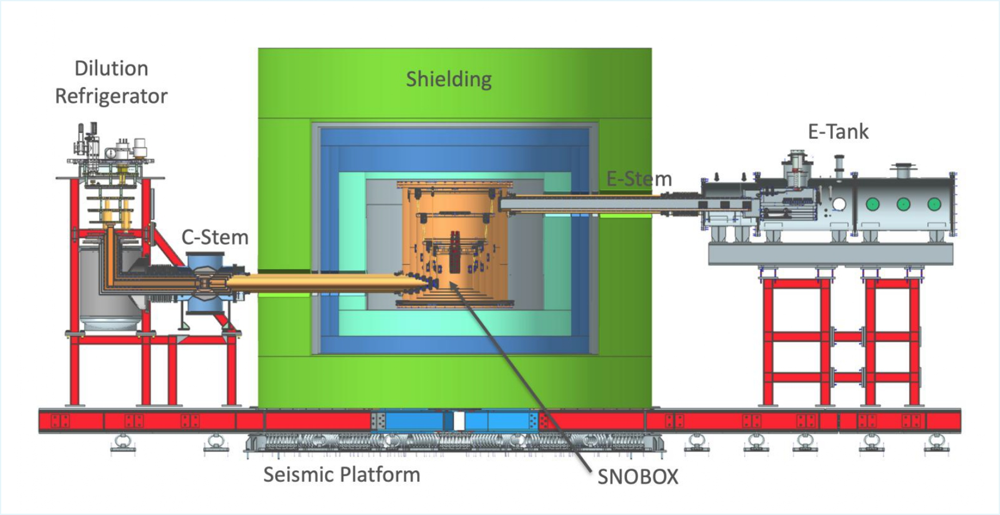 Dilution
Refrigerator
Shielding
E-Tank
E-Stem
C-Stem
Seismic Platform
SNOBOX